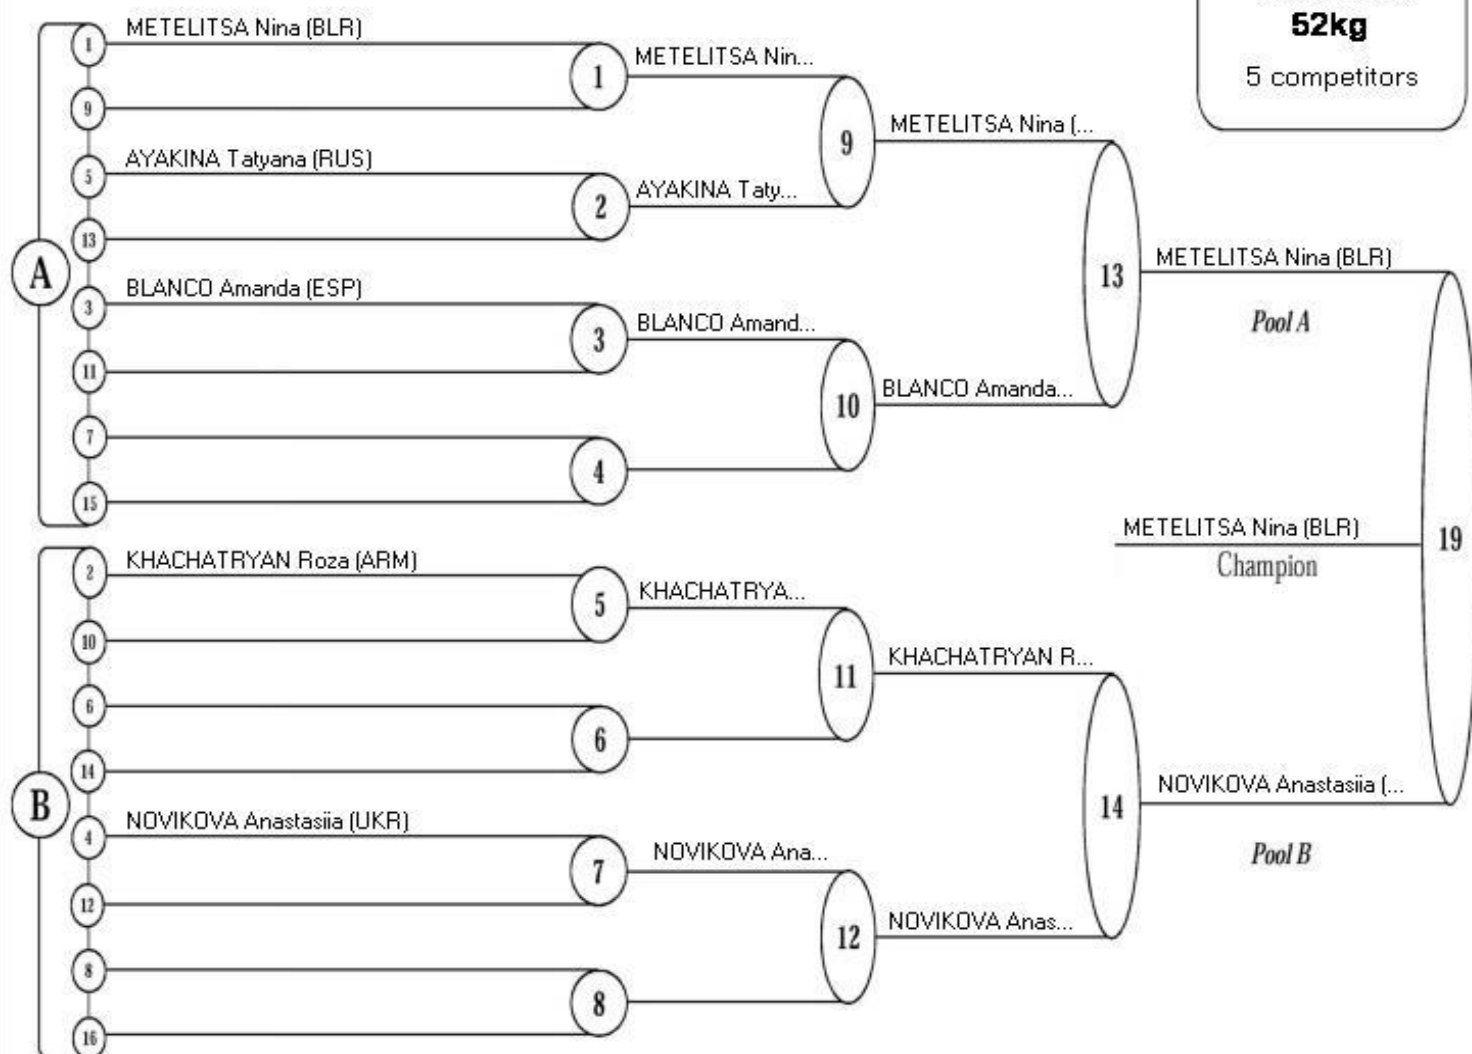 52kg
5 competitors
METELITSA Nina (BLR)
1
9
AYAKINA Tatyana (RUS)
5
13
BLANCO Amanda (ESP)
3
11
7
15
A
1
2
3
4
METELITSA Nin...
AYAKINA Taty...
BLANCO Amand...
9
10
METELITSA Nina (...
BLANCO Amanda...
13
METELITSA Nina (BLR)
Pool A
KHACHATRYAN Roza (ARM)
2
10
6
14
NOVIKOVA Anastasiia (UKR)
4
12
8
16
B
5
6
7
8
KHACHATRYA...
NOVIKOVA Ana...
11
12
KHACHATRYAN R...
NOVIKOVA Anas...
14
NOVIKOVA Anastasiia (...
Pool B
METELITSA Nina (BLR)
Champion
19